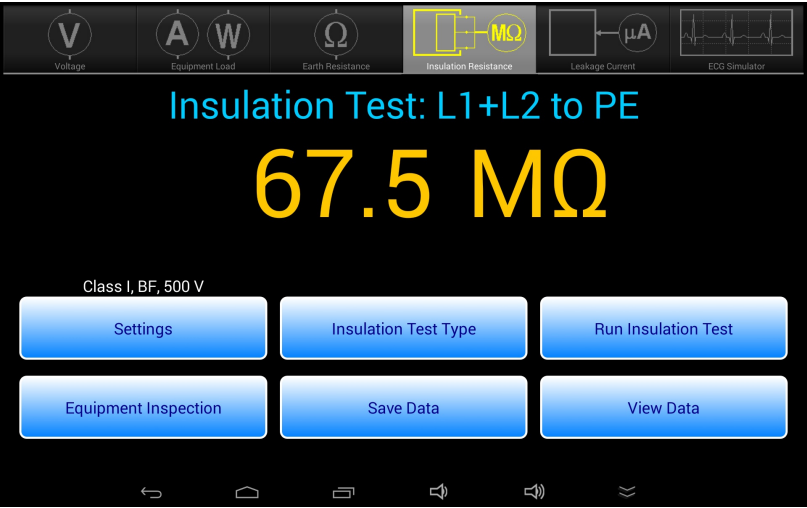 V
A W
Ω
MΩ
µA
Voltage
Equipment Load
Earth Resistance
Insulation Resistance
Leakage Current
ECG Simulator
Insulation Test: L1+L2 to PE
67.5 MΩ
Class I, BF, 500 V
Settings
Insulation Test Type
Run Insulation Test
Equipment Inspection
Save Data
View Data